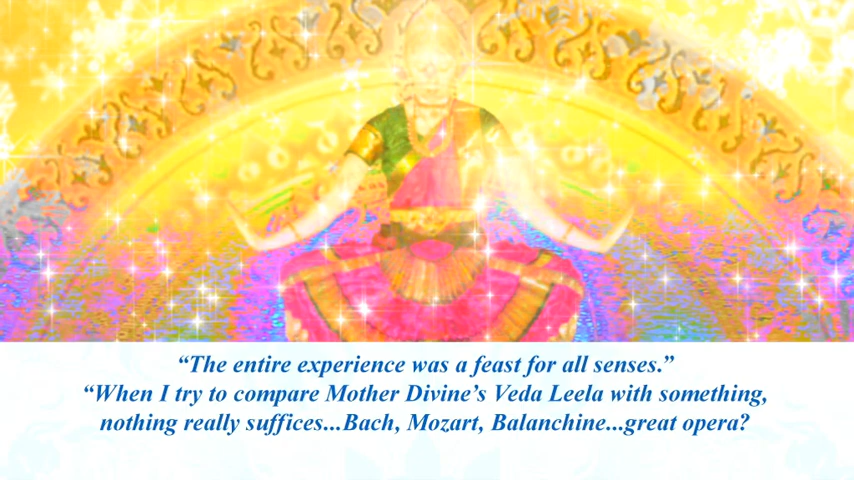 “The entire experience was a feast for all senses.”
“When I try to compare Mother Divine’s Veda Leela with something,
nothing really suffices...Bach, Mozart, Balanchine...great opera?